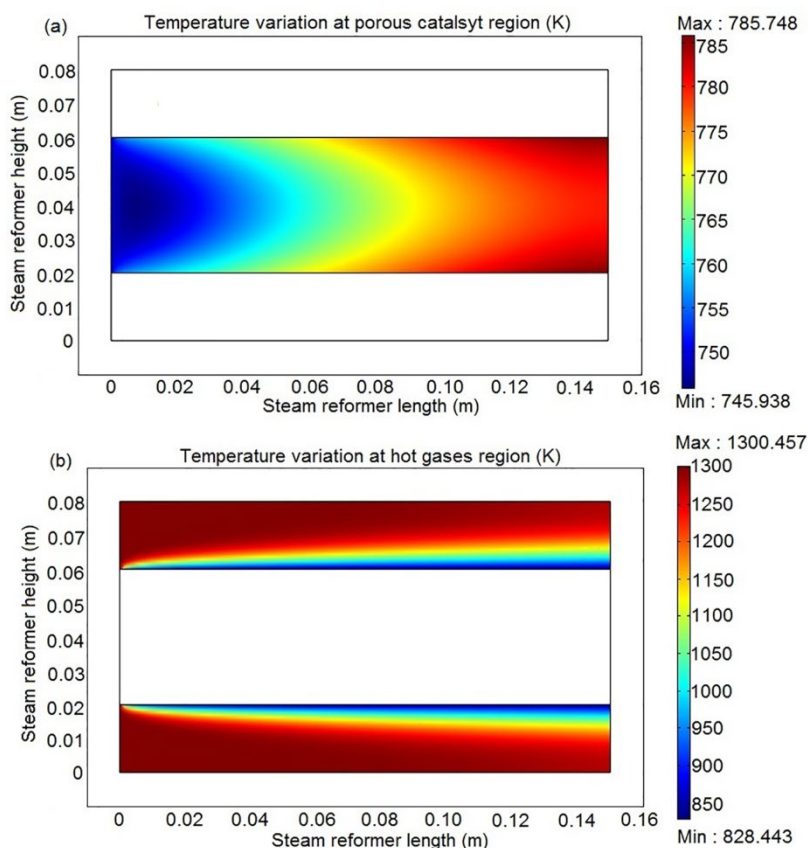 (a) Temperature variation at porous catalsyt region (K)
Max : 785.748
Steam reformer height (m)
0.08
0.06
0.05
0.04
0.03
0.02
0.01
0
0 0.02 0.04 0.06 0.08 0.10 0.12 0.14 0.16
Steam reformer length (m)
785
775
770
765
760
755
750
Min : 745.938
(b) Temperature variation at hot gases region (K)
Max : 1300.457
Steam reformer height (m)
0.08
0.07
0.06
0.05
0.04
0.03
0.02
0.01
0
0 0.02 0.04 0.06 0.08 0.10 0.12 0.14 0.16
Steam reformer length (m)
1300
1250
1200
1150
1100
1050
1000
950
900
850
Min : 828.443